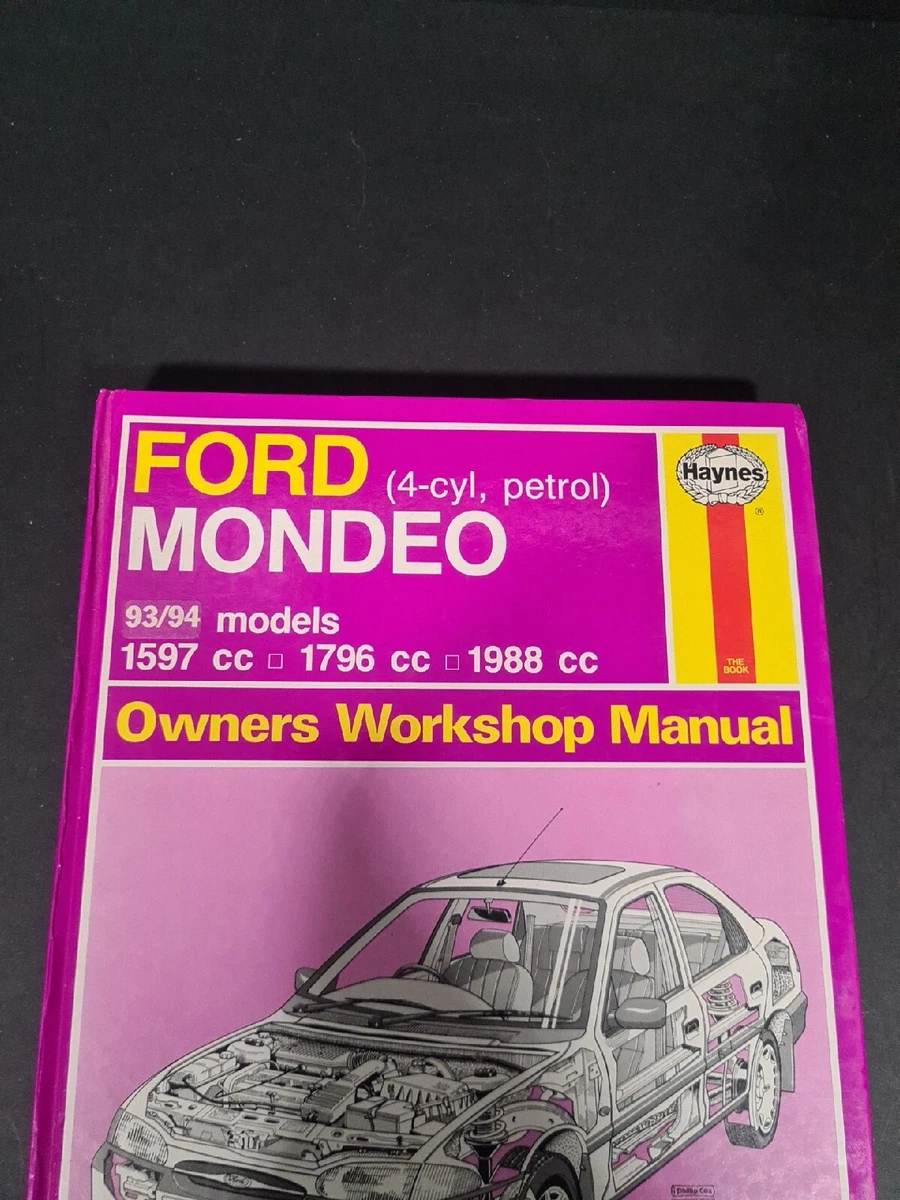 FORD (4-cyl, petrol)
MONDEO
93/94 models
1597 cc □ 1796 cc □ 1988 cc
Haynes
®
THE
BOOK
Owners Workshop Manual
Ford